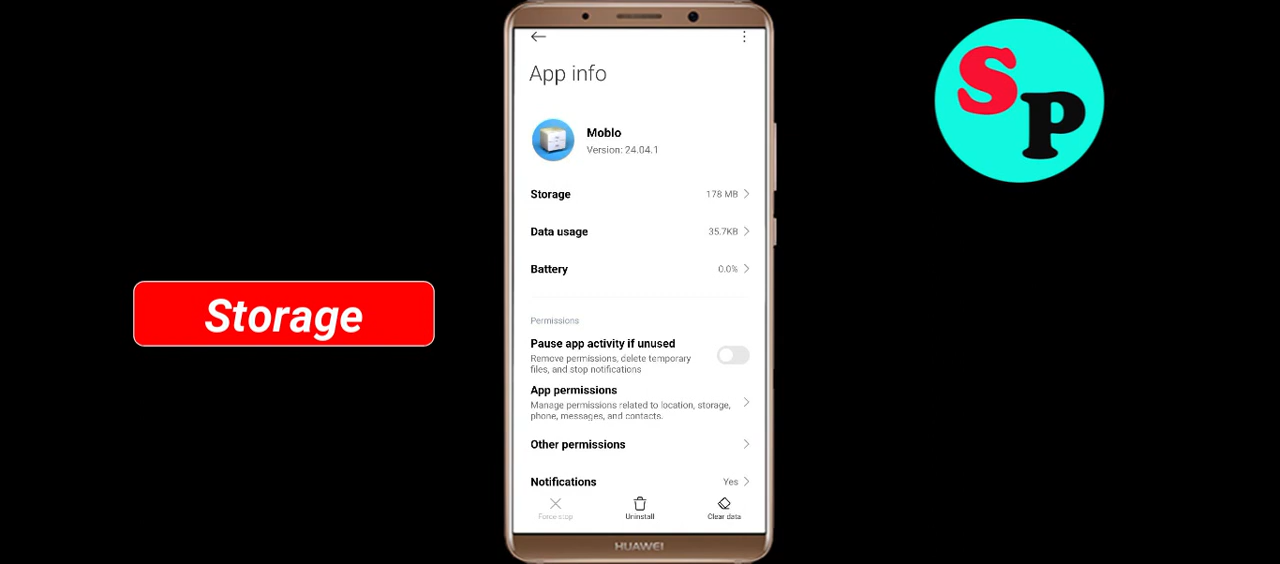 App info
Moblo
Version: 24.04.1
Storage 178 MB
Data usage 35.7KB
Battery 0.0%
Permissions
Pause app activity if unused
Remove permissions, delete temporary
files, and stop notifications
App permissions
Manage permissions related to location, storage,
phone, messages, and contacts.
Other permissions
Notifications Yes
Force stop Uninstall Clear data
HUAWEI
Storage
SP